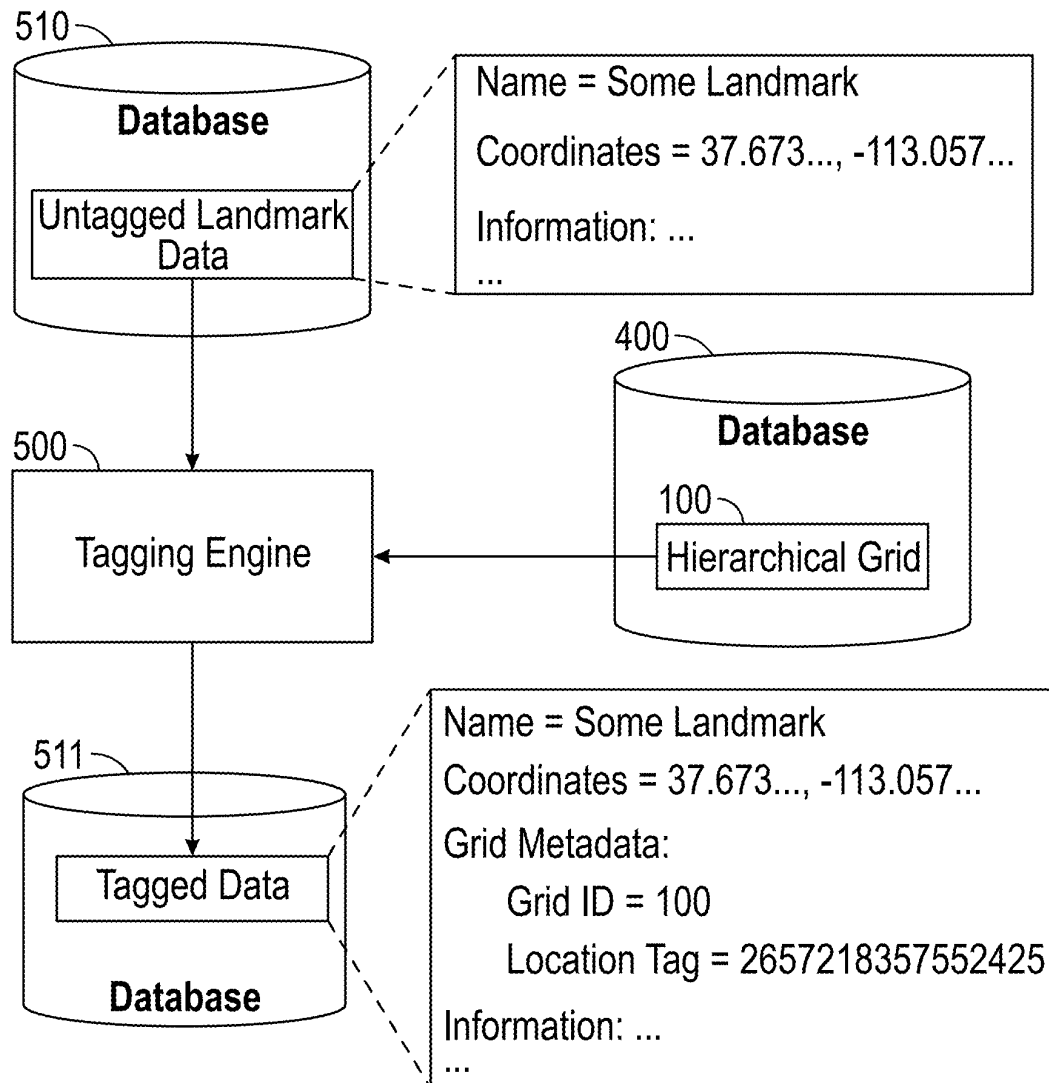 510
Database
Untagged Landmark
Data
Name = Some Landmark
Coordinates = 37.673..., -113.057...
Information: ...
...
400
Database
100
Hierarchical Grid
500
Tagging Engine
511
Tagged Data
Database
Name = Some Landmark
Coordinates = 37.673..., -113.057...
Grid Metadata:
Grid ID = 100
Location Tag = 2657218357552425
Information: ...
...